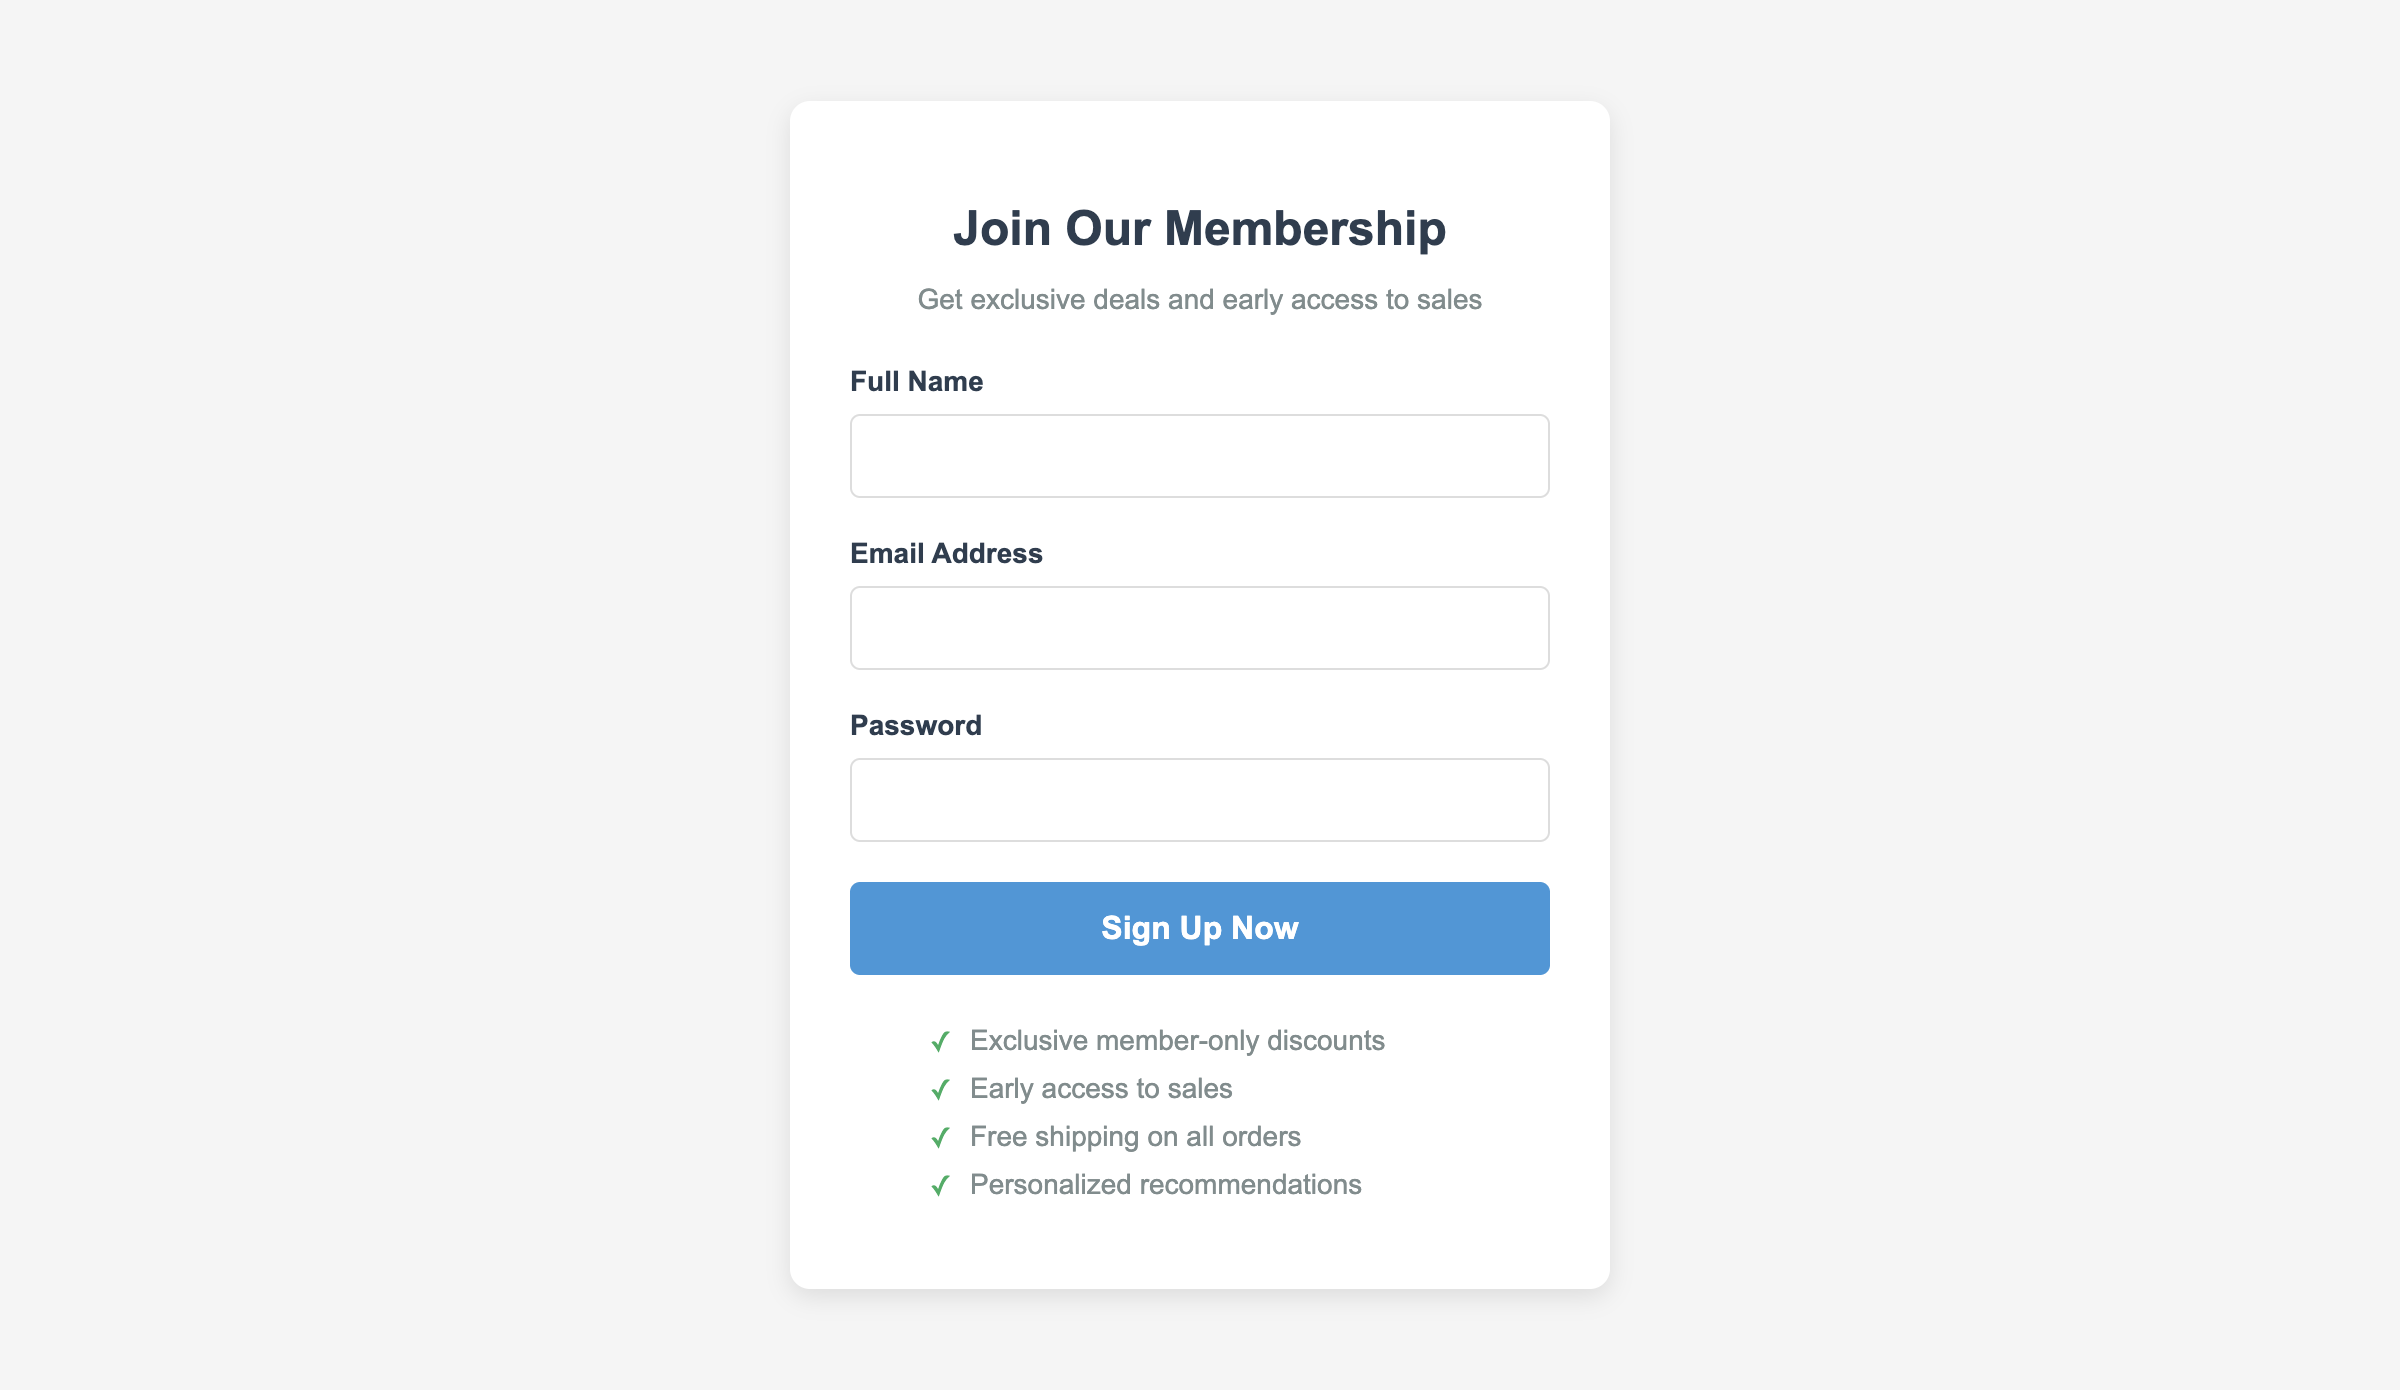 Join Our Membership
Get exclusive deals and early access to sales
Full Name
Email Address
Password
Sign Up Now
✓ Exclusive member-only discounts
✓ Early access to sales
✓ Free shipping on all orders
✓ Personalized recommendations